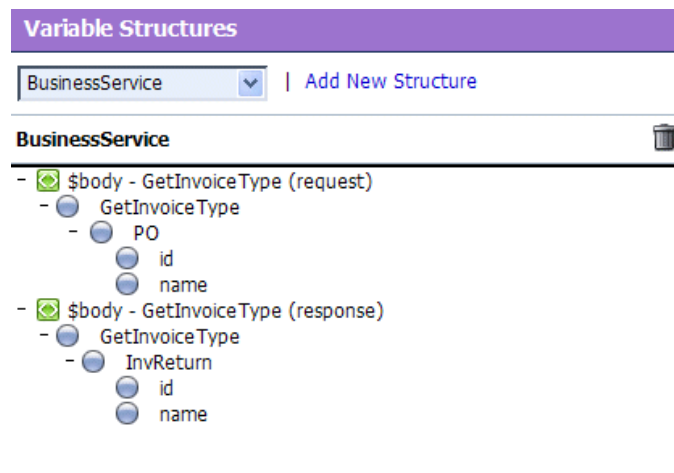 Variable Structures
BusinessService | Add New Structure
BusinessService
- $body - GetInvoiceType (request)
- GetInvoiceType
- PO
id
name
- $body - GetInvoiceType (response)
- GetInvoiceType
- InvReturn
id
name